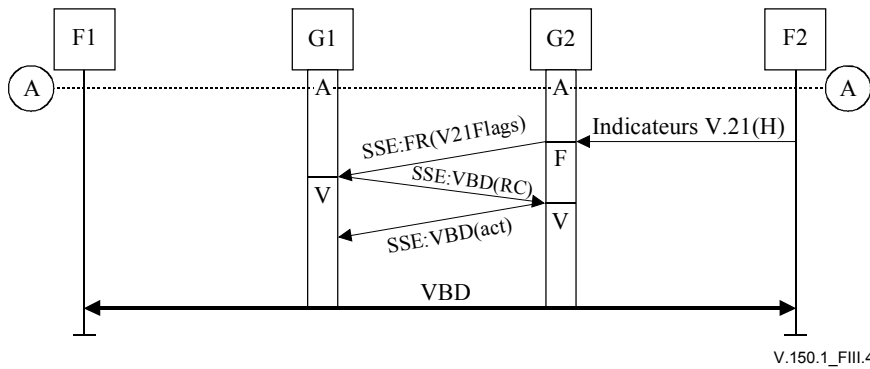 F1
G1
G2
F2
A
A
A
A
Indicateurs V.21(H)
SSE:FR(V21Flags)
F
SSE:VBD(RC)
V
V
SSE:VBD(act)
VBD
V.150.1_FIII.4